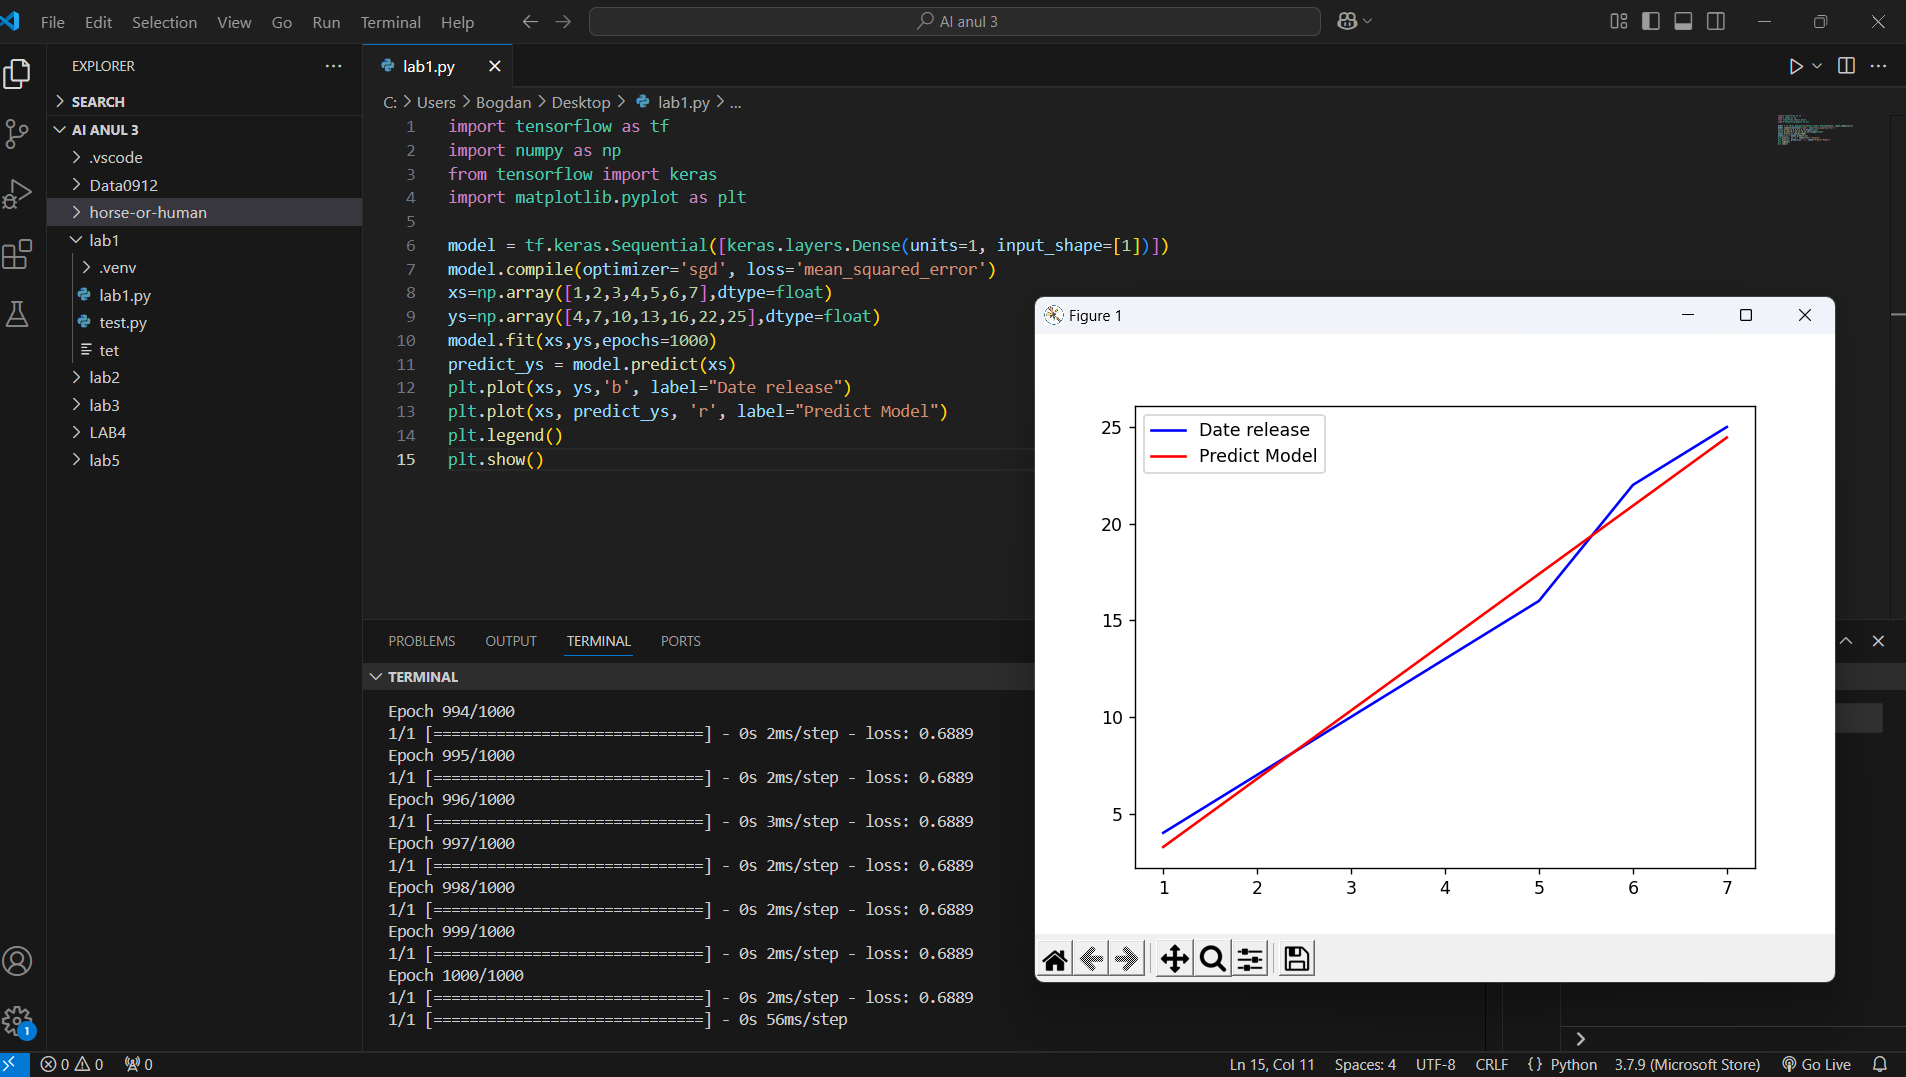 File Edit Selection View Go Run Terminal Help
AI anul 3
EXPLORER
SEARCH
AI ANUL 3
.vscode
Data0912
horse-or-human
lab1
.venv
lab1.py
test.py
tet
lab2
lab3
LAB4
lab5
lab1.py
C: > Users > Bogdan > Desktop > lab1.py > ...
1 import tensorflow as tf
2 import numpy as np
3 from tensorflow import keras
4 import matplotlib.pyplot as plt
5
6 model = tf.keras.Sequential([keras.layers.Dense(units=1, input_shape=[1])])
7 model.compile(optimizer='sgd', loss='mean_squared_error')
8 xs=np.array([1,2,3,4,5,6,7],dtype=float)
9 ys=np.array([4,7,10,13,16,22,25],dtype=float)
10 model.fit(xs,ys,epochs=1000)
11 predict_ys = model.predict(xs)
12 plt.plot(xs, ys,'b', label="Date release")
13 plt.plot(xs, predict_ys, 'r', label="Predict Model")
14 plt.legend()
15 plt.show()
Figure 1
Date release
Predict Model
25
20
15
10
5
1 2 3 4 5 6 7
PROBLEMS OUTPUT TERMINAL PORTS
TERMINAL
Epoch 994/1000
1/1 [==============================] - 0s 2ms/step - loss: 0.6889
Epoch 995/1000
1/1 [==============================] - 0s 2ms/step - loss: 0.6889
Epoch 996/1000
1/1 [==============================] - 0s 3ms/step - loss: 0.6889
Epoch 997/1000
1/1 [==============================] - 0s 2ms/step - loss: 0.6889
Epoch 998/1000
1/1 [==============================] - 0s 2ms/step - loss: 0.6889
Epoch 999/1000
1/1 [==============================] - 0s 2ms/step - loss: 0.6889
Epoch 1000/1000
1/1 [==============================] - 0s 2ms/step - loss: 0.6889
1/1 [==============================] - 0s 56ms/step
1
0 0 0
Ln 15, Col 11 Spaces: 4 UTF-8 CRLF {} Python 3.7.9 (Microsoft Store) Go Live